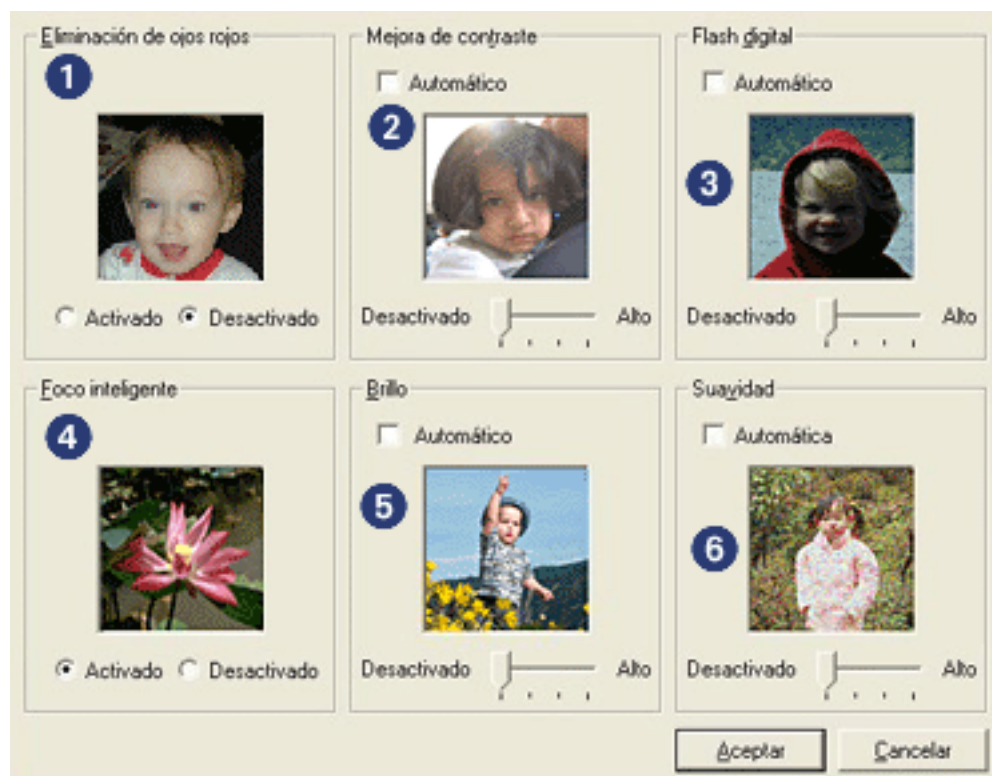 Eliminación de ojos rojos
1
Activado Desactivado
Mejora de contraste
Automático
2
Desactivado Alto
Flash digital
Automático
3
Desactivado Alto
Foco inteligente
4
Activado Desactivado
Brillo
Automático
5
Desactivado Alto
Suavidad
Automática
6
Desactivado Alto
Aceptar Cancelar